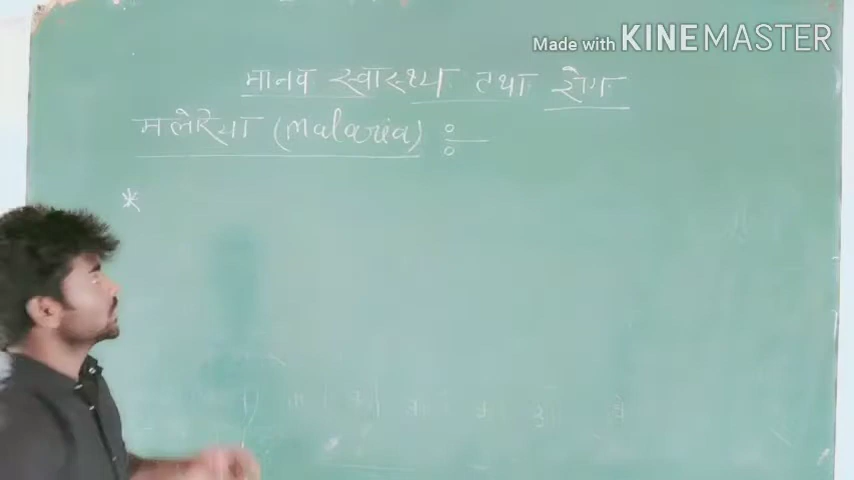 Made with KINEMASTER
मानव स्वास्थ्य तथा रोग
मलेरिया (Malaria) :-
*